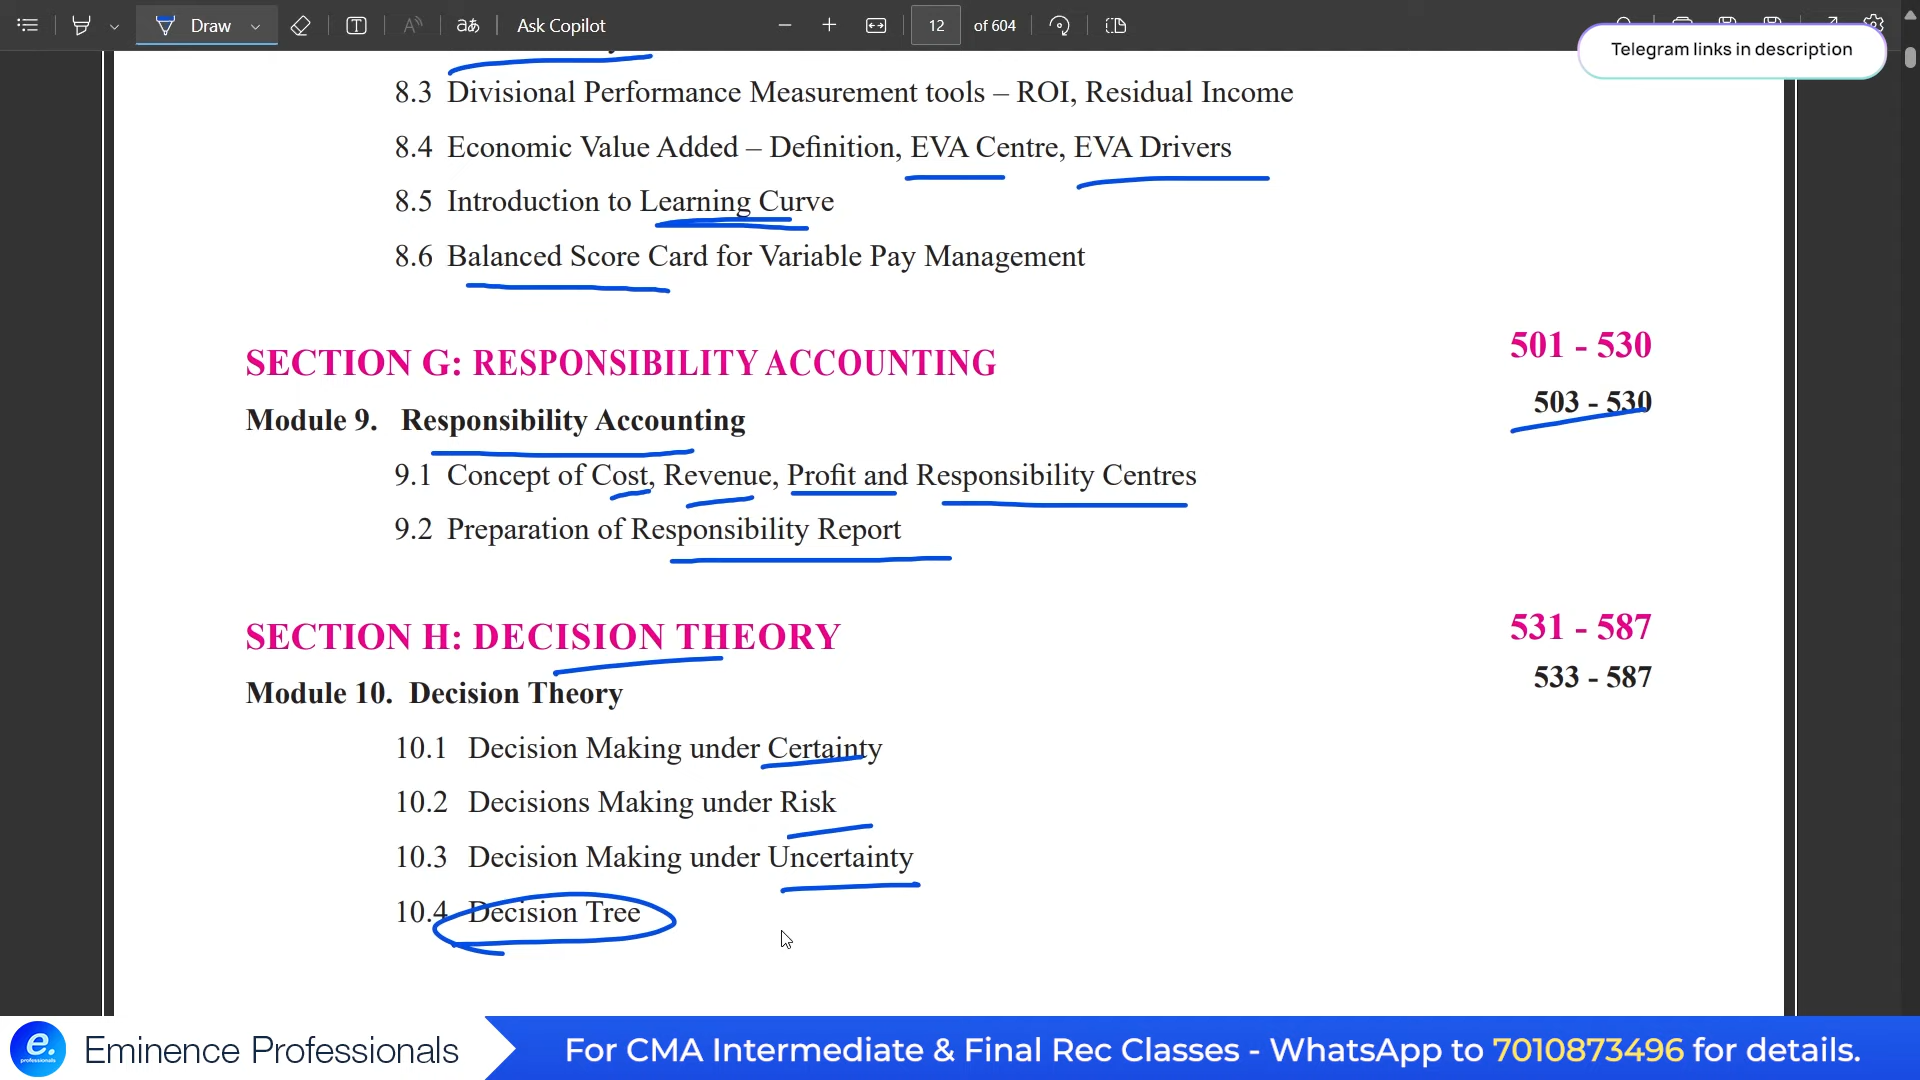 Draw
Ask Copilot
12 of 604
Telegram links in description
8.3 Divisional Performance Measurement tools – ROI, Residual Income
8.4 Economic Value Added – Definition, EVA Centre, EVA Drivers
8.5 Introduction to Learning Curve
8.6 Balanced Score Card for Variable Pay Management
SECTION G: RESPONSIBILITY ACCOUNTING 501 - 530
Module 9. Responsibility Accounting 503 - 530
9.1 Concept of Cost, Revenue, Profit and Responsibility Centres
9.2 Preparation of Responsibility Report
SECTION H: DECISION THEORY 531 - 587
Module 10. Decision Theory 533 - 587
10.1 Decision Making under Certainty
10.2 Decisions Making under Risk
10.3 Decision Making under Uncertainty
10.4 Decision Tree
e.
professionals
Eminence Professionals
For CMA Intermediate & Final Rec Classes - WhatsApp to 7010873496 for details.